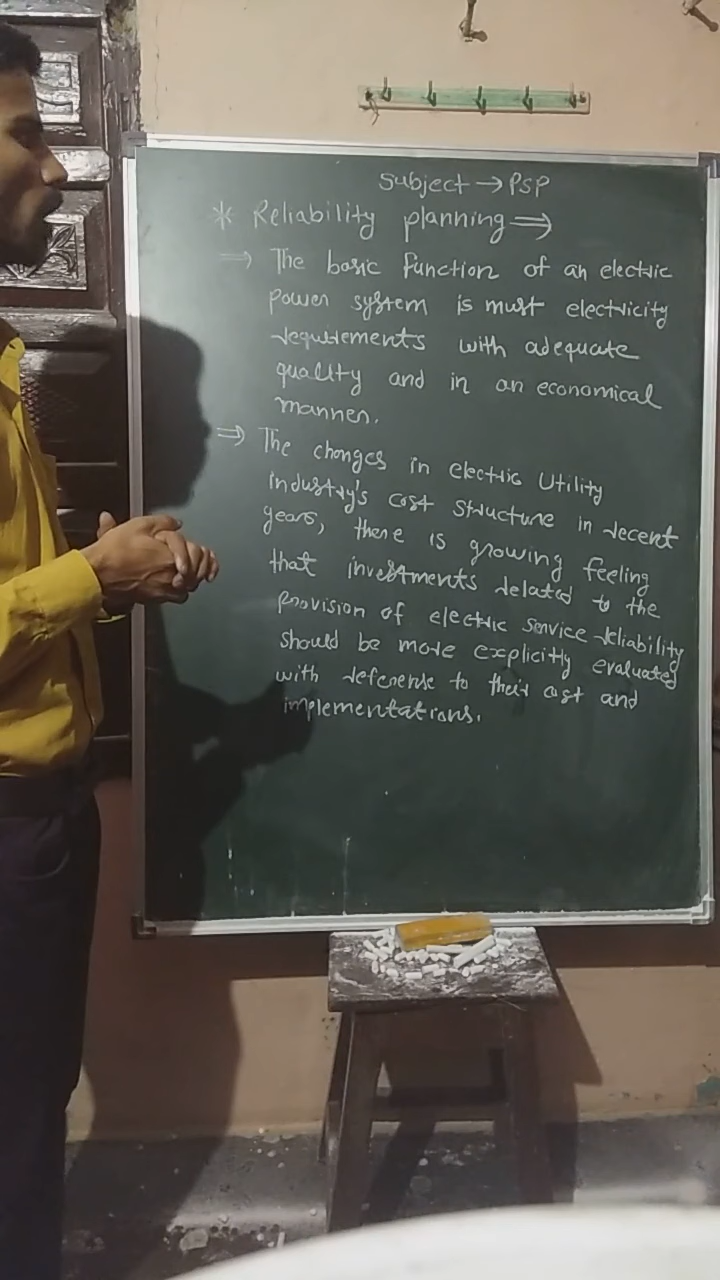 Subject → PSP
* Reliability planning ⇒
⇒ The basic function of an electric
power system is must electricity
requirements with adequate
quality and in an economical
manner.
⇒ The changes in electric Utility
industry's cost structure in recent
years, there is growing feeling
that investments related to the
provision of electric service reliability
should be more explicitly evaluated
with reference to their cost and
implementations.